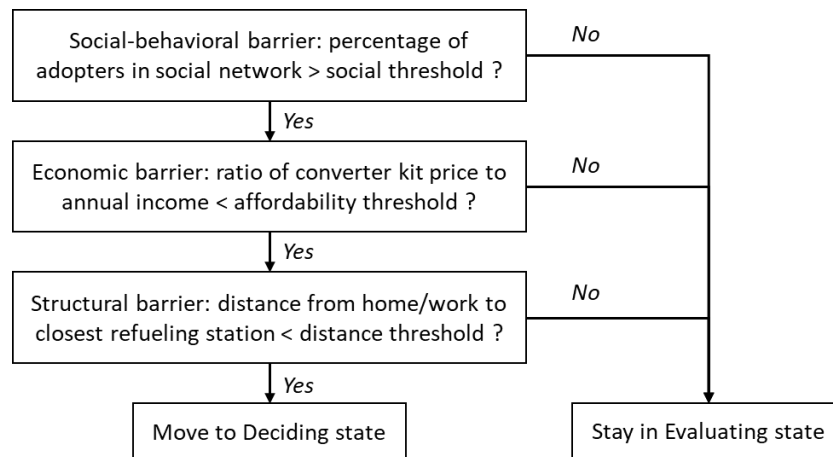 Social-behavioral barrier: percentage of
adopters in social network > social threshold ?
No
Yes
Economic barrier: ratio of converter kit price to
annual income < affordability threshold ?
No
Yes
Structural barrier: distance from home/work to
closest refueling station < distance threshold ?
No
Yes
Move to Deciding state
Stay in Evaluating state